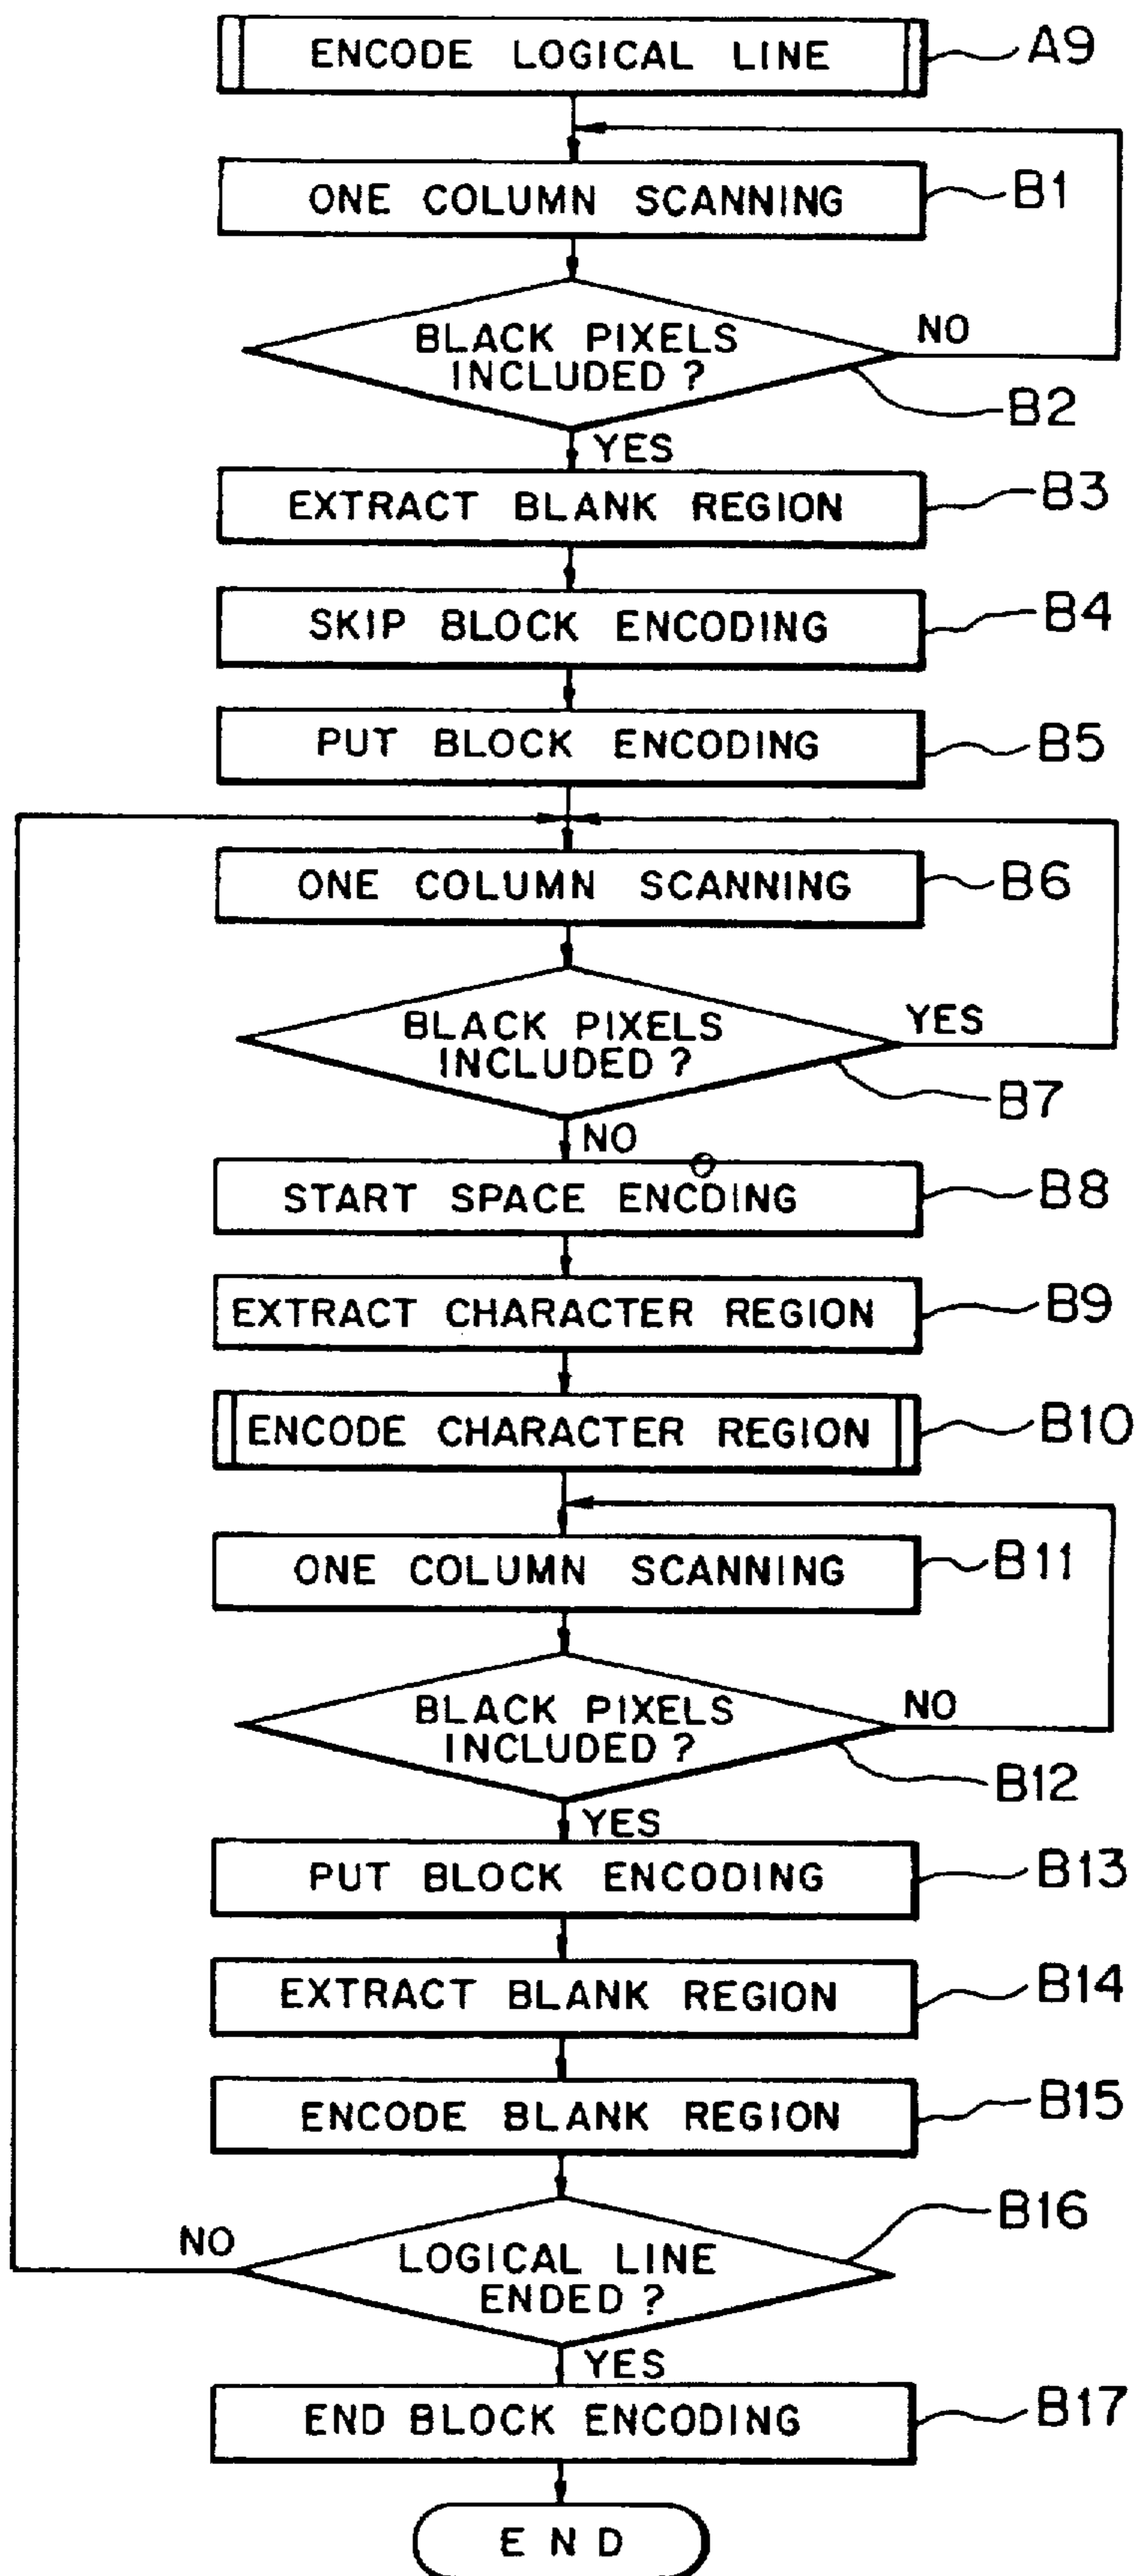 ENCODE LOGICAL LINE
A9
ONE COLUMN SCANNING
B1
BLACK PIXELS
INCLUDED ?
NO
B2
YES
EXTRACT BLANK REGION
B3
SKIP BLOCK ENCODING
B4
PUT BLOCK ENCODING
B5
ONE COLUMN SCANNING
B6
BLACK PIXELS
INCLUDED ?
YES
B7
NO
START SPACE ENCDING
B8
EXTRACT CHARACTER REGION
B9
ENCODE CHARACTER REGION
B10
ONE COLUMN SCANNING
B11
BLACK PIXELS
INCLUDED ?
NO
B12
YES
PUT BLOCK ENCODING
B13
EXTRACT BLANK REGION
B14
ENCODE BLANK REGION
B15
LOGICAL LINE
ENDED ?
NO
B16
YES
END BLOCK ENCODING
B17
END